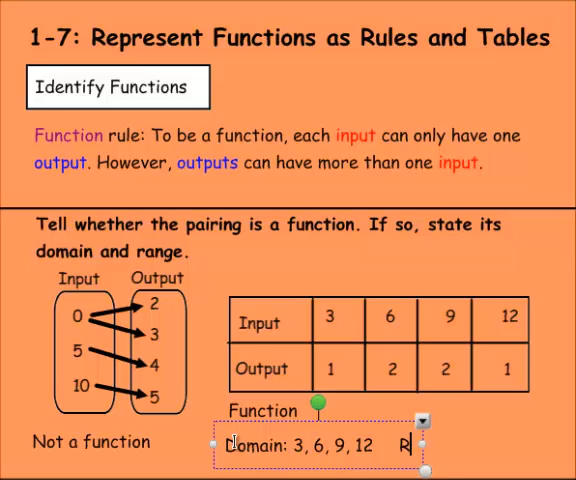 1-7: Represent Functions as Rules and Tables
Identify Functions
Function rule: To be a function, each input can only have one
output. However, outputs can have more than one input.
Tell whether the pairing is a function. If so, state its
domain and range.
Input Output
0 2
3
5 4
10 5
Input 3 6 9 12
Output 1 2 2 1
Function
Not a function
Domain: 3, 6, 9, 12 R